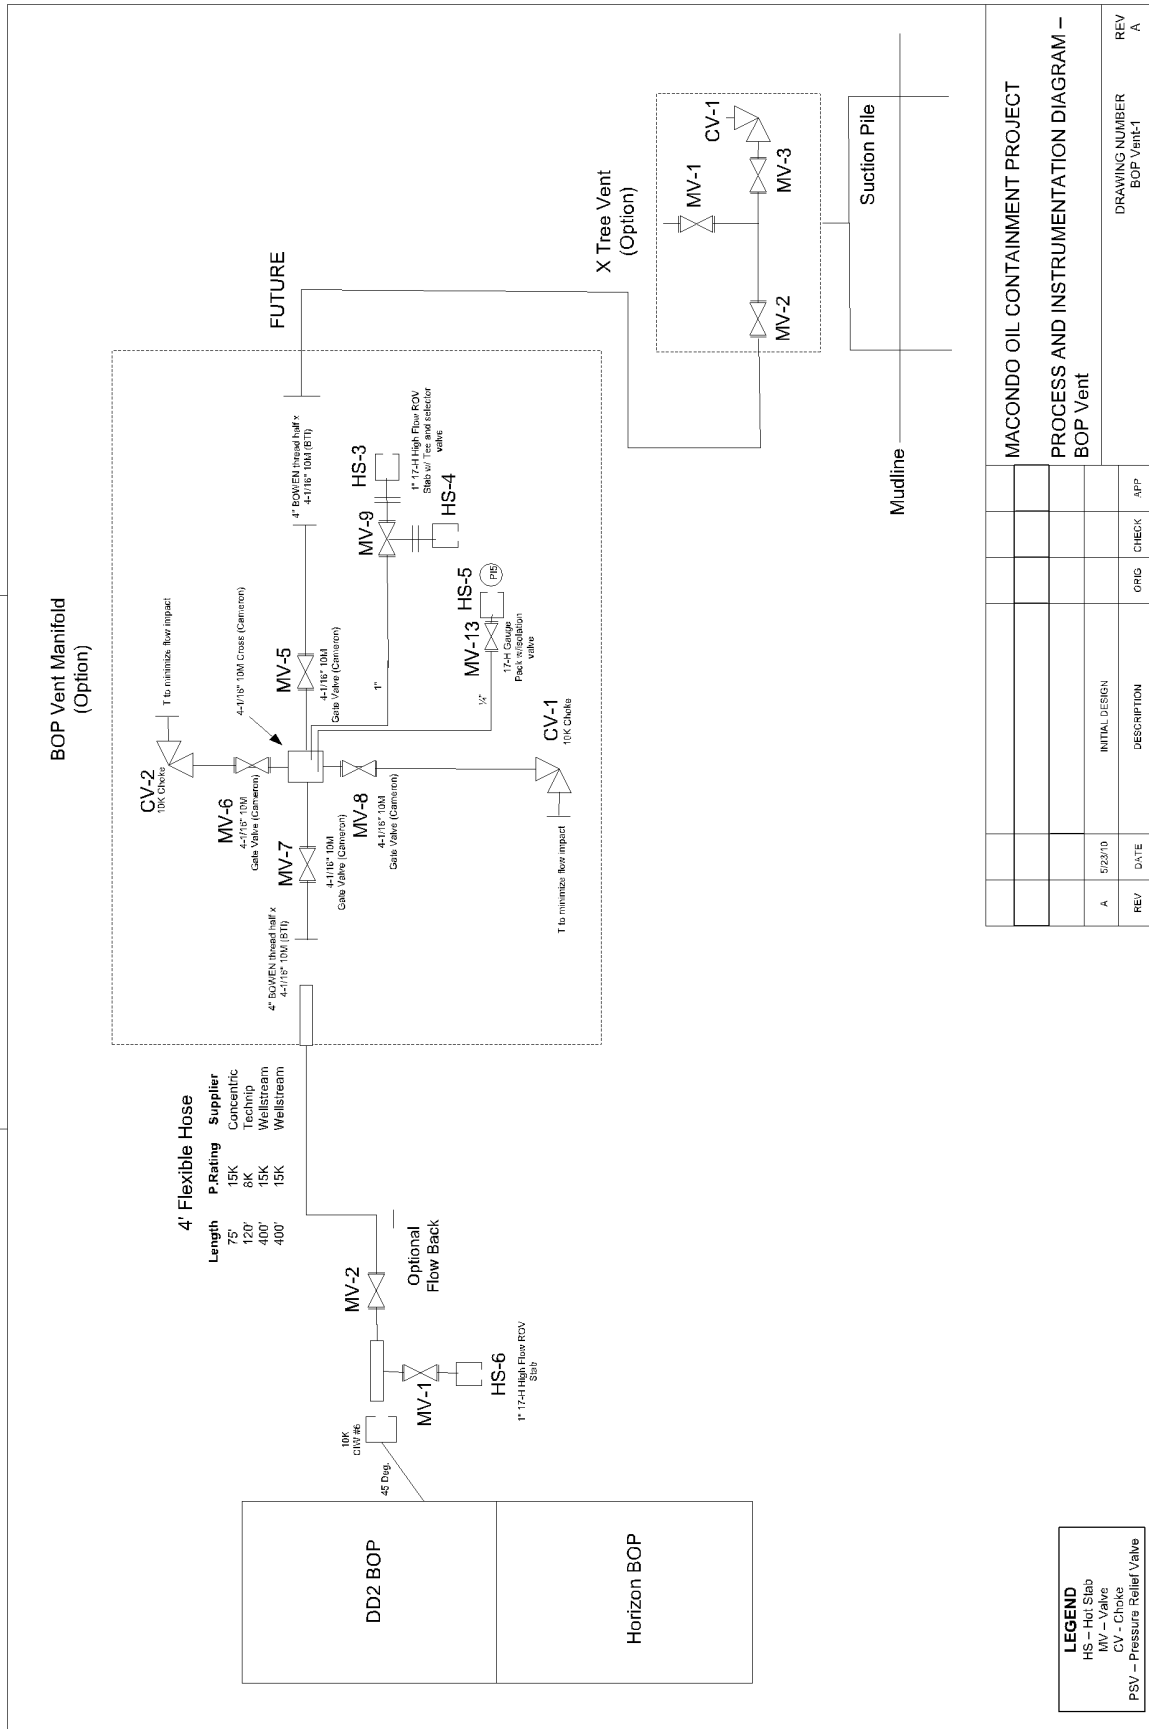 BOP Vent Manifold
(Option)
T to minimize flow impact
CV-2
10K Choke
4-1/16" 10M Cross (Cameron)
MV-6
4-1/16" 10M
Gate Valve (Cameron)
MV-5
4-1/16" 10M
Gate Valve (Cameron)
4" BOWEN thread half x
4-1/16" 10M (BTI)
FUTURE
MV-7
4-1/16" 10M
Gate Valve (Cameron)
4" BOWEN thread half x
4-1/16" 10M (BTI)
MV-8
4-1/16" 10M
Gate Valve (Cameron)
1"
MV-9
HS-3
1" 17-H High Flow ROV
Stab w/ Tee and selector
valve
HS-4
¼"
MV-13
17-H Gauge
Pack w/isolation
valve
HS-5
PI5
CV-1
10K Choke
T to minimize flow impact
4' Flexible Hose
Length P.Rating Supplier
75' 15K Concentric
120' 8K Technip
400' 15K Wellstream
400' 15K Wellstream
MV-2
Optional
Flow Back
MV-1
HS-6
1" 17-H High Flow ROV
Stab
10K
CIW #6
45 Deg.
DD2 BOP
Horizon BOP
X Tree Vent
(Option)
MV-1
CV-1
MV-2
MV-3
Suction Pile
Mudline
LEGEND
HS – Hot Stab
MV – Valve
CV - Choke
PSV – Pressure Relief Valve
A 5/23/10 INITIAL DESIGN
REV DATE DESCRIPTION ORIG CHECK APP
MACONDO OIL CONTAINMENT PROJECT
PROCESS AND INSTRUMENTATION DIAGRAM –
BOP Vent
DRAWING NUMBER REV
BOP Vent-1 A